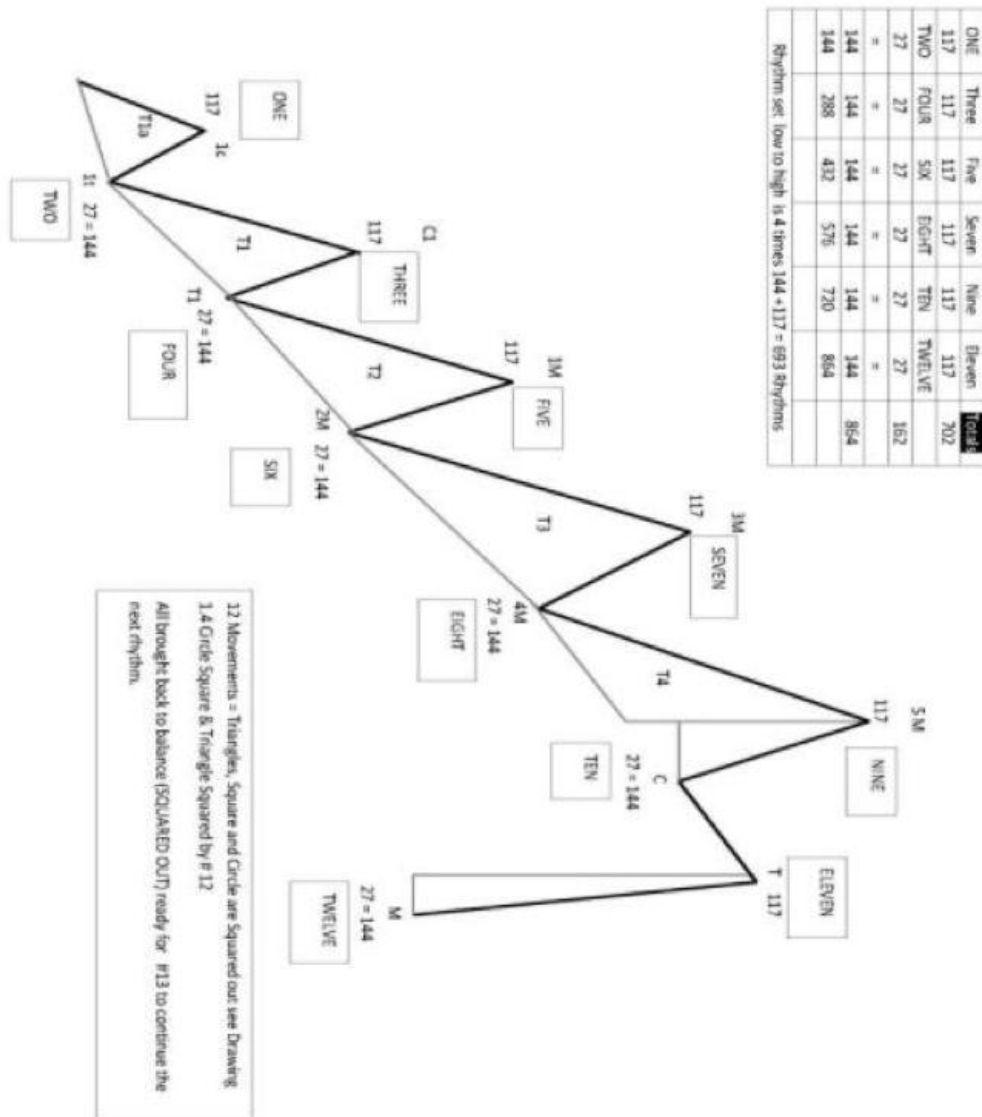 ONE Three Five Seven Nine Eleven Totals
117 117 117 117 117 117 702
TWO FOUR SIX EIGHT TEN TWELVE
27 27 27 27 27 27 162
= = = = = =
144 144 144 144 144 144 864
144 288 432 576 720 864
Rhythm set low to high is 4 times 144 +117 = 693 Rhythms
5 M
NINE
117
ELEVEN
T
117
3M
SEVEN
117
T4
C
27 = 144
TEN
1M
FIVE
117
T3
4M
27 = 144
EIGHT
C1
THREE
117
T2
2M
27 = 144
SIX
M
27 = 144
TWELVE
ONE
117
1c
T1
T1
27 = 144
FOUR
T1a
1t
27 = 144
TWO
12 Movements = Triangles, Square and Circle are Squared out see Drawing
1.4 Circle Square & Triangle Squared by # 12
All brought back to balance (SQUARED OUT) ready for #13 to continue the
next rhythm.